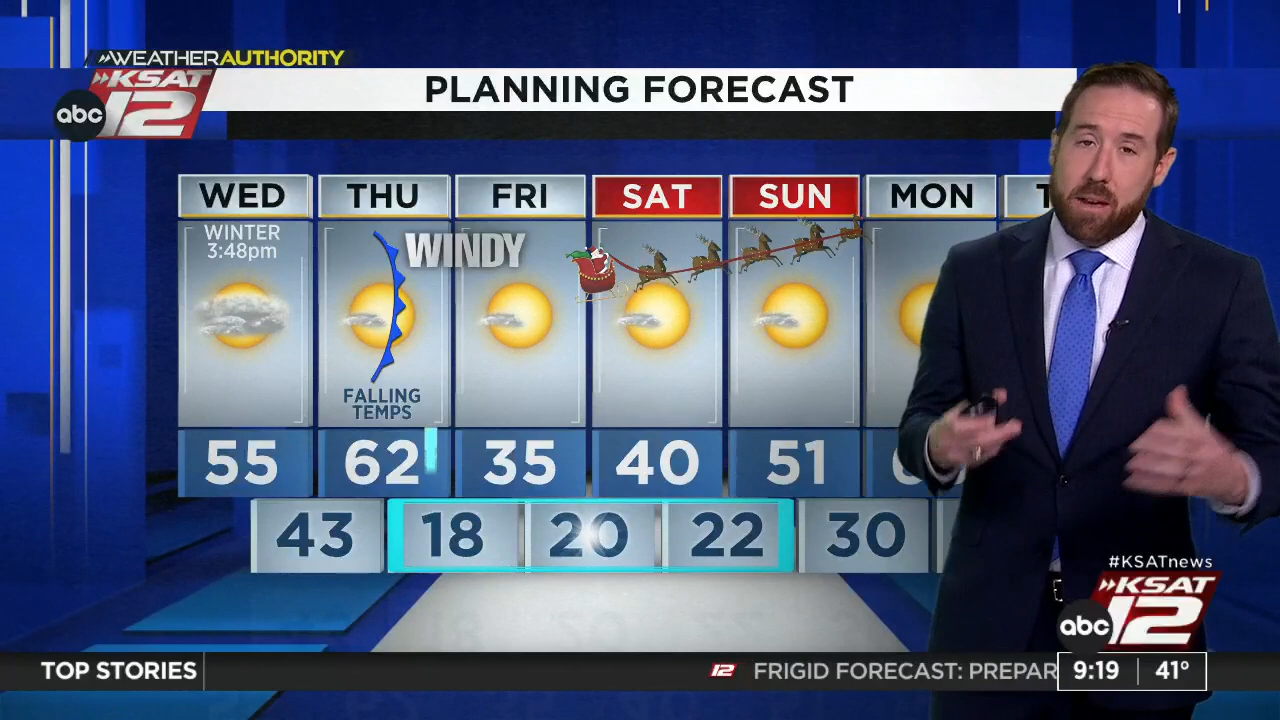 WEATHERAUTHORITY
KSAT
abc 12
PLANNING FORECAST
WED THU FRI SAT SUN MON T
WINTER
3:48pm
WINDY
FALLING
TEMPS
55 62 35 40 51 6
43 18 20 22 30
#KSATnews
KSAT
abc 12
TOP STORIES
12 FRIGID FORECAST: PREPAR
9:19 41°